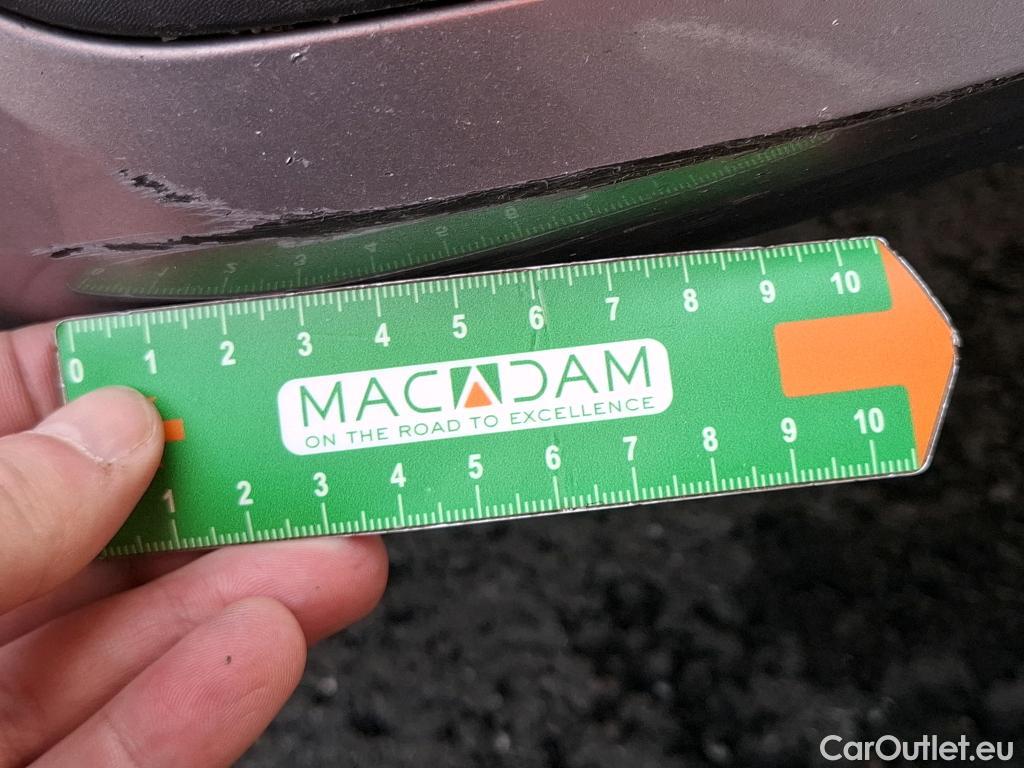 0 1 2 3 4 5 6 7 8 9 10
MACADAM
ON THE ROAD TO EXCELLENCE
1 2 3 4 5 6 7 8 9 10
CarOutlet.eu